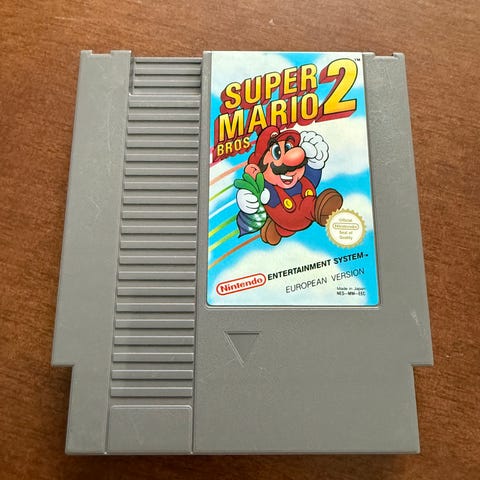 SUPER
MARIO 2™
BROS.
Official
Nintendo
Seal of
Quality
Nintendo ENTERTAINMENT SYSTEM™
EUROPEAN VERSION
Made in Japan
NES-MW-EEC